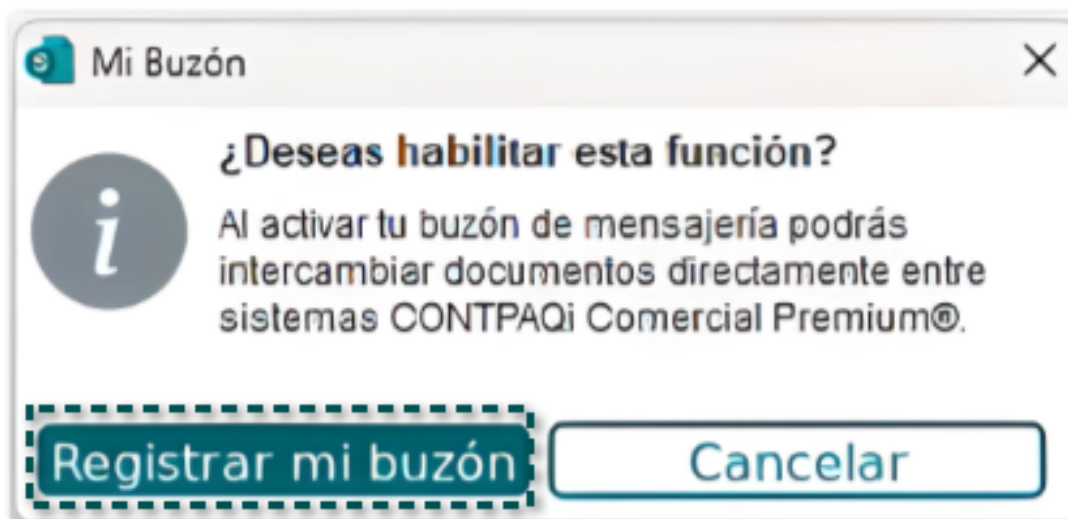 Mi Buzón
¿Deseas habilitar esta función?
Al activar tu buzón de mensajería podrás
intercambiar documentos directamente entre
sistemas CONTPAQi Comercial Premium®.
Registrar mi buzón
Cancelar